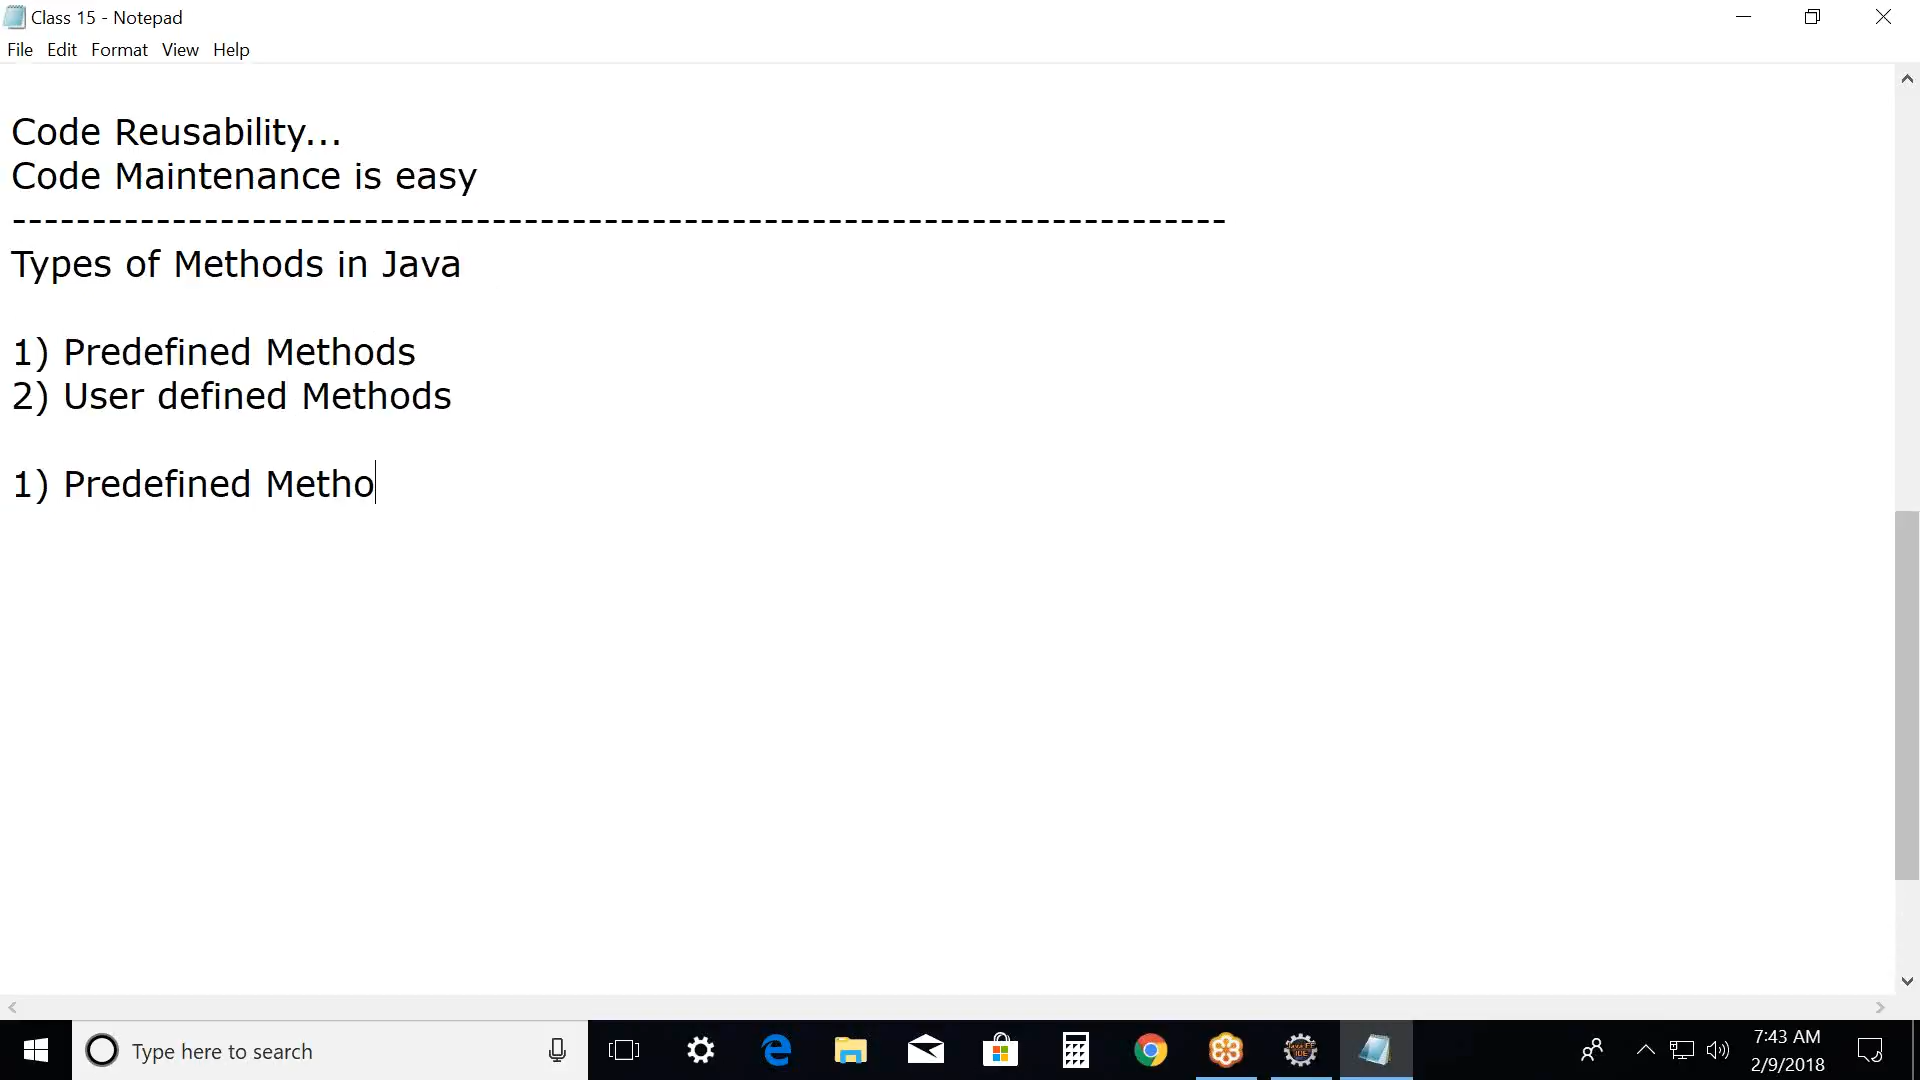 Class 15 - Notepad
File Edit Format View Help
Code Reusability...
Code Maintenance is easy
----------------------------------------------------------------------------
Types of Methods in Java
1) Predefined Methods
2) User defined Methods
1) Predefined Metho
Type here to search
7:43 AM
2/9/2018